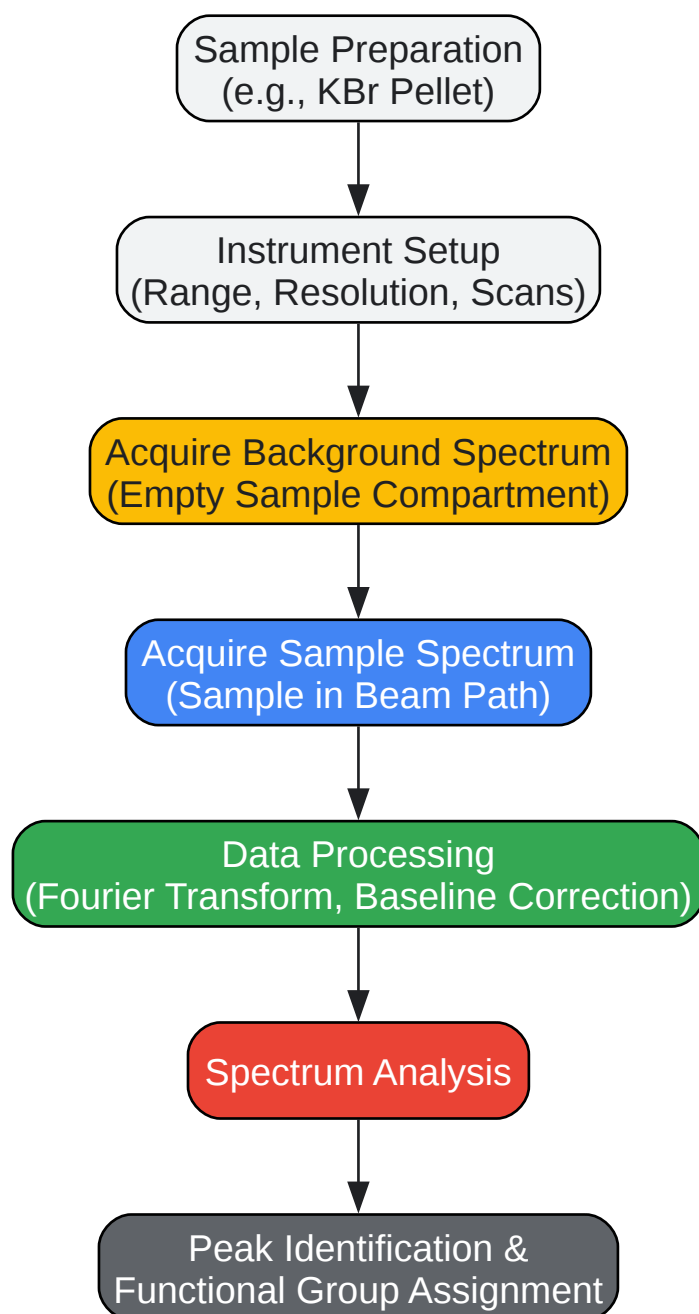 Sample Preparation
(e.g., KBr Pellet)
Instrument Setup
(Range, Resolution, Scans)
Acquire Background Spectrum
(Empty Sample Compartment)
Acquire Sample Spectrum
(Sample in Beam Path)
Data Processing
(Fourier Transform, Baseline Correction)
Spectrum Analysis
Peak Identification &
Functional Group Assignment